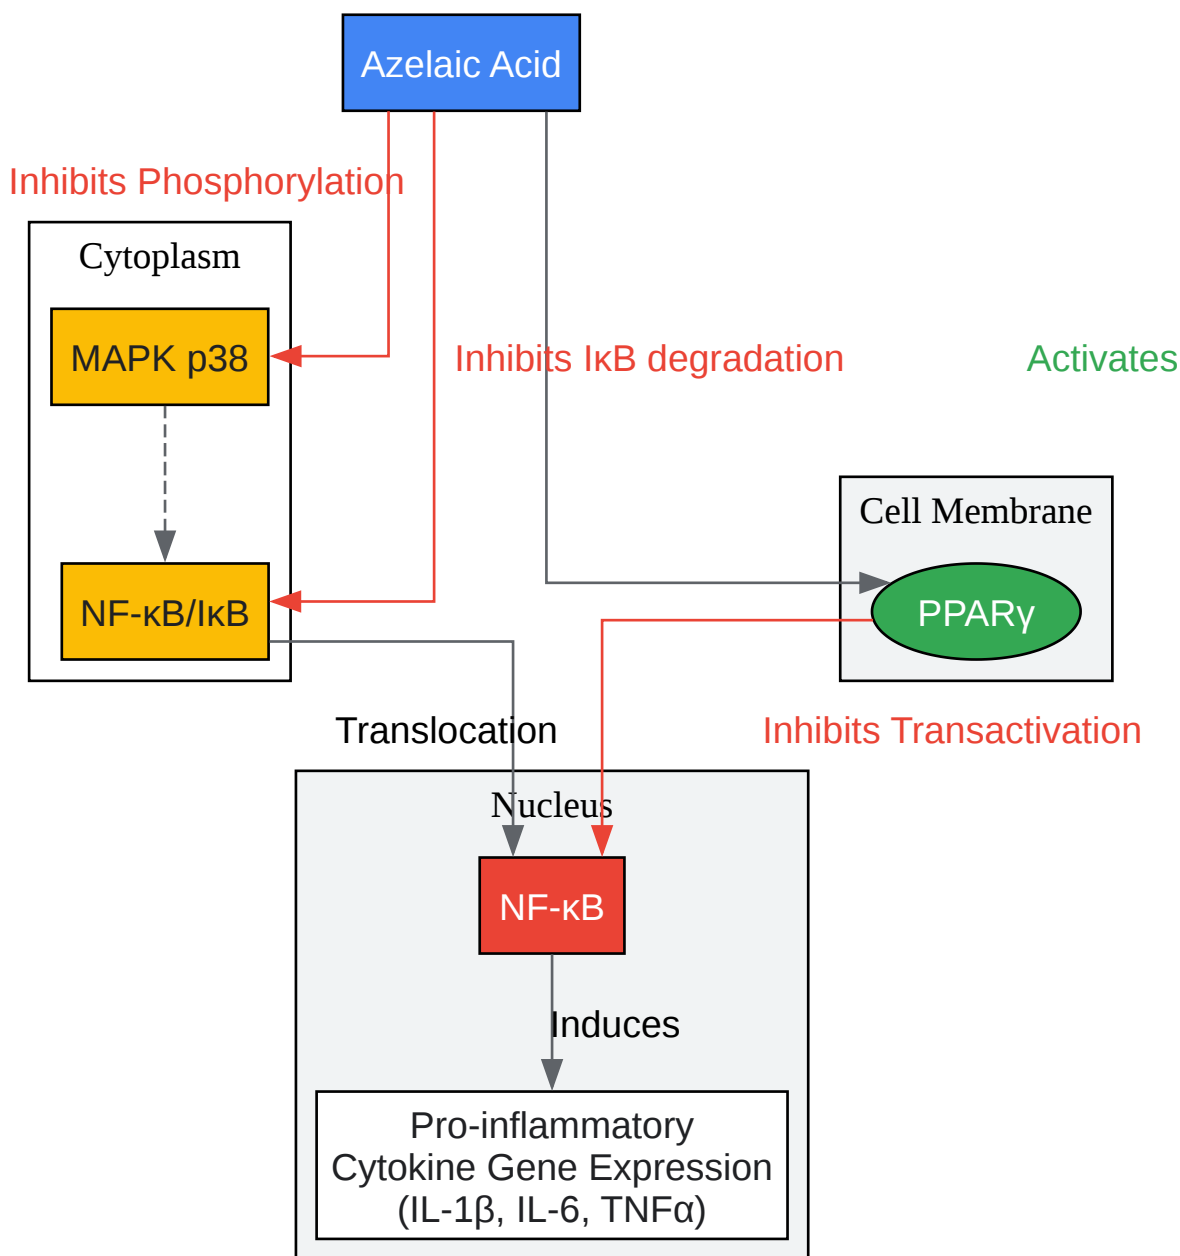 Azelaic Acid
Inhibits Phosphorylation
Cytoplasm
MAPK p38
Inhibits IκB degradation
Activates
Cell Membrane
NF-κB/IκB
PPARγ
Translocation
Inhibits Transactivation
Nucleus
NF-κB
Induces
Pro-inflammatory
Cytokine Gene Expression
(IL-1β, IL-6, TNFα)